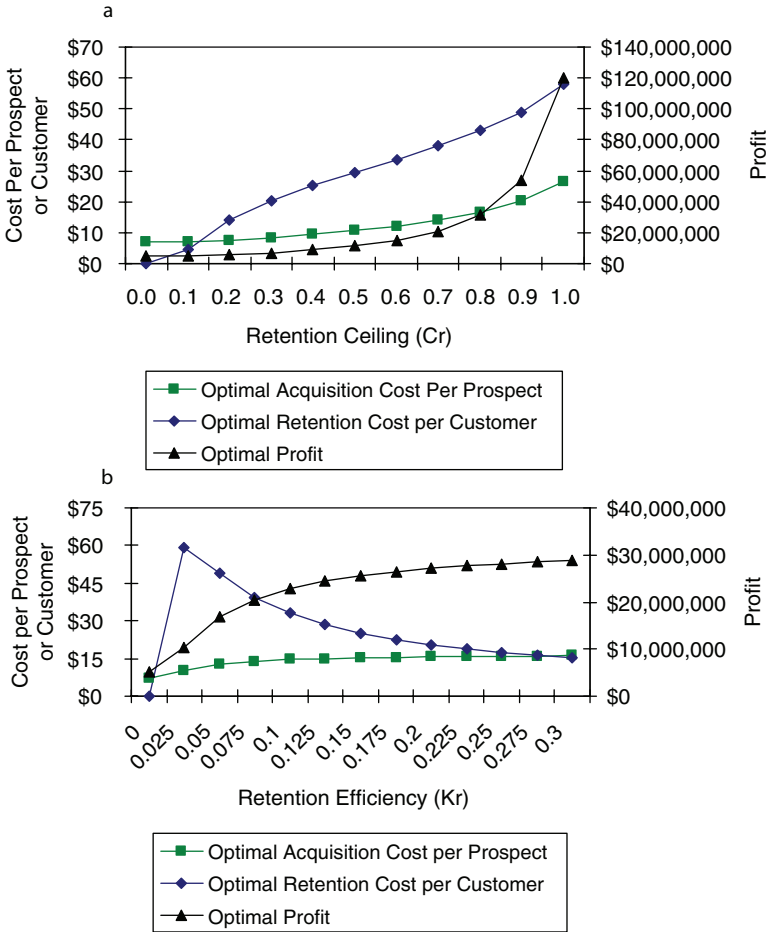 a
Cost Per Prospect
or Customer
$70
$60
$50
$40
$30
$20
$10
$0
$140,000,000
$120,000,000
$100,000,000
$80,000,000
$60,000,000
$40,000,000
$20,000,000
$0
Profit
0.0 0.1 0.2 0.3 0.4 0.5 0.6 0.7 0.8 0.9 1.0
Retention Ceiling (Cr)
Optimal Acquisition Cost Per Prospect
Optimal Retention Cost per Customer
Optimal Profit
b
Cost per Prospect
or Customer
$75
$60
$45
$30
$15
$0
$40,000,000
$30,000,000
$20,000,000
$10,000,000
$0
Profit
0 0.025 0.05 0.075 0.1 0.125 0.15 0.175 0.2 0.225 0.25 0.275 0.3
Retention Efficiency (Kr)
Optimal Acquisition Cost per Prospect
Optimal Retention Cost per Customer
Optimal Profit